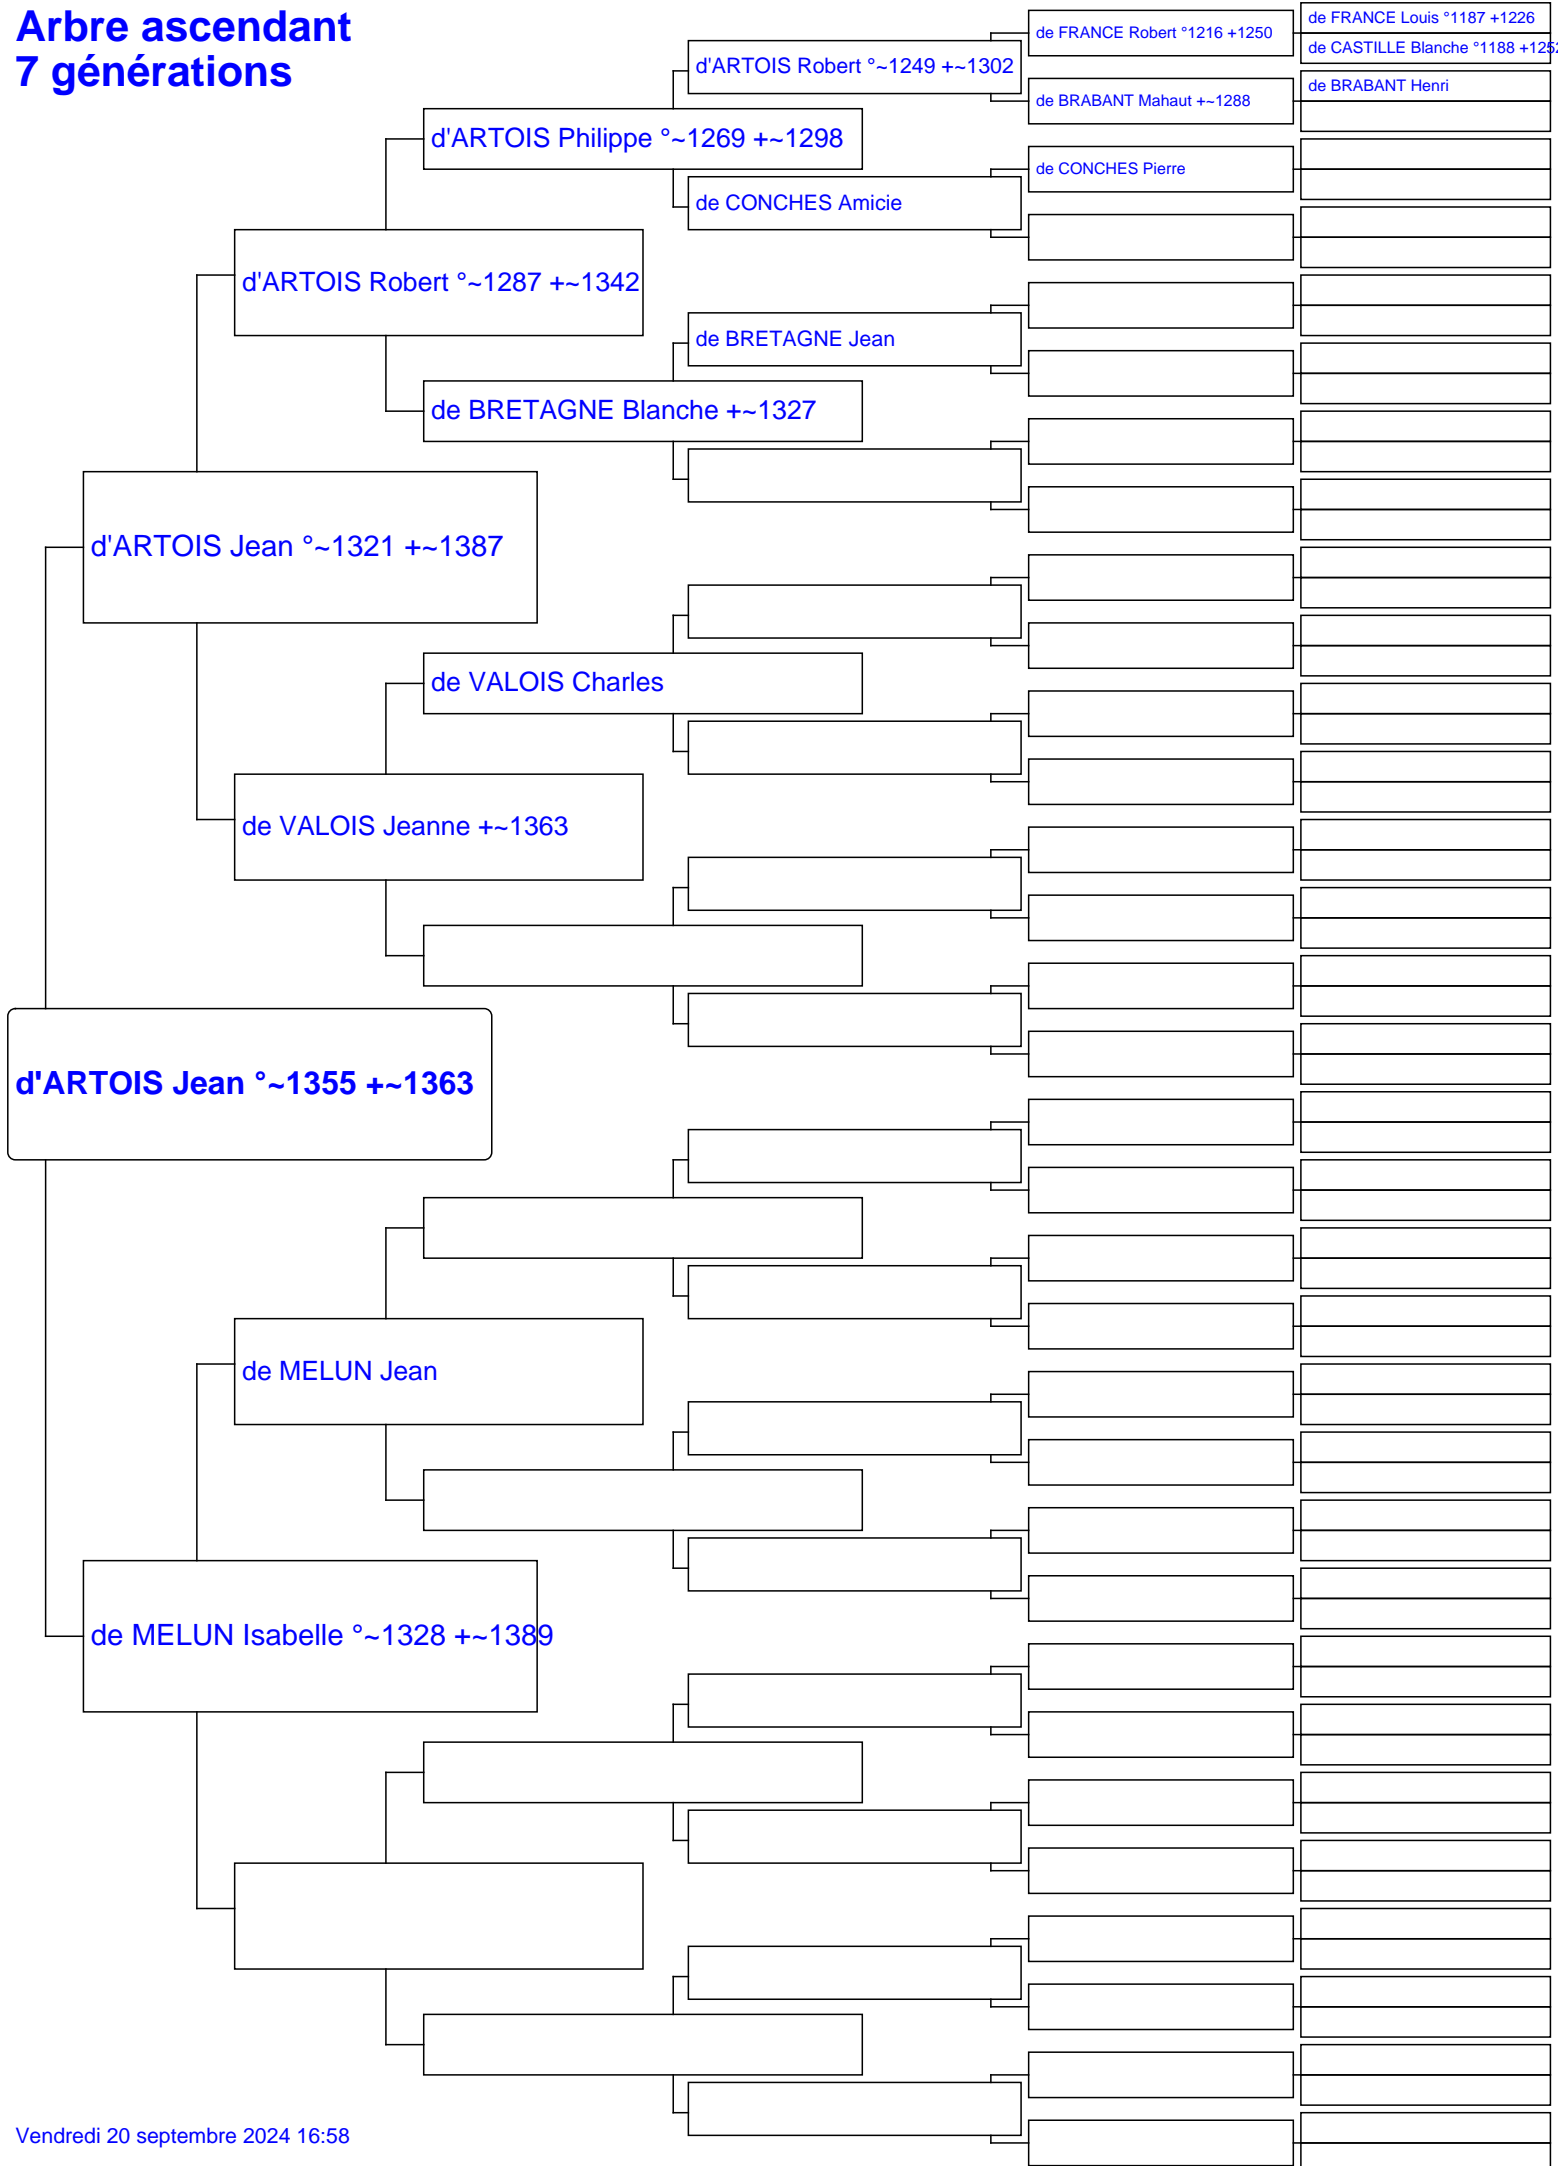 Arbre ascendant
7 générations
de FRANCE Louis °1187 +1226
de FRANCE Robert °1216 +1250
de CASTILLE Blanche °1188 +1252
d'ARTOIS Robert °~1249 +~1302
de BRABANT Henri
de BRABANT Mahaut +~1288
d'ARTOIS Philippe °~1269 +~1298
de CONCHES Pierre
de CONCHES Amicie
d'ARTOIS Robert °~1287 +~1342
de BRETAGNE Jean
de BRETAGNE Blanche +~1327
d'ARTOIS Jean °~1321 +~1387
de VALOIS Charles
de VALOIS Jeanne +~1363
d'ARTOIS Jean °~1355 +~1363
de MELUN Jean
de MELUN Isabelle °~1328 +~1389
Vendredi 20 septembre 2024 16:58